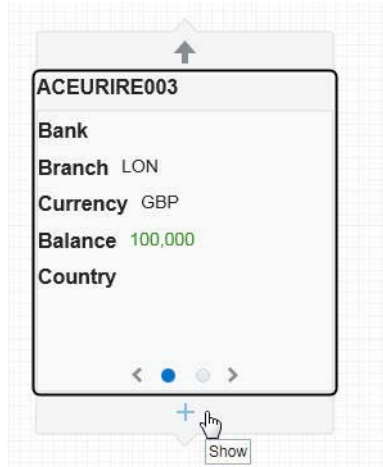 ACEURIRE003
Bank
Branch LON
Currency GBP
Balance 100,000
Country
Show